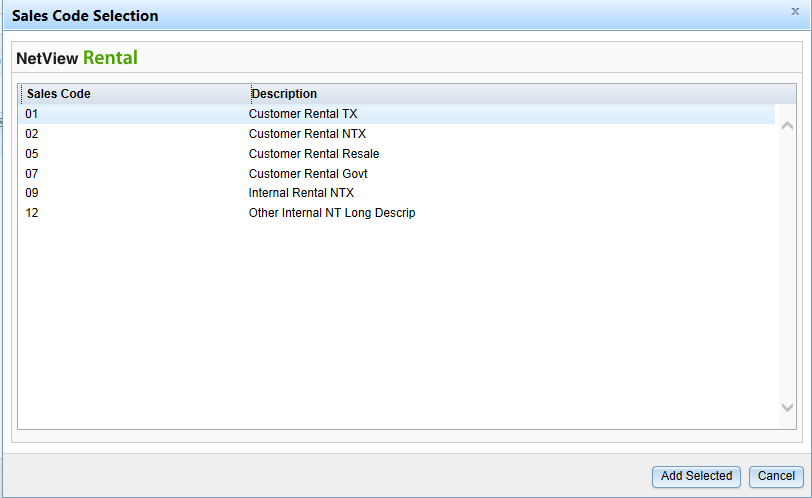 Sales Code Selection
x
NetView Rental
Sales Code Description
01 Customer Rental TX
02 Customer Rental NTX
05 Customer Rental Resale
07 Customer Rental Govt
09 Internal Rental NTX
12 Other Internal NT Long Descrip
Add Selected Cancel